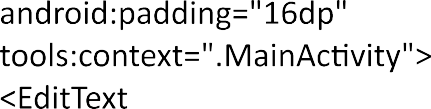 android:padding="16dp"
tools:context=".MainActivity">
<EditText